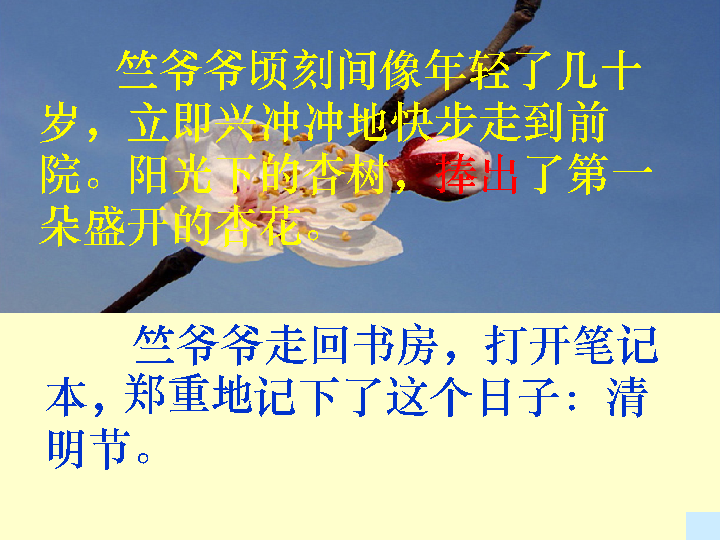 竺爷爷顷刻间像年轻了几十
岁，立即兴冲冲地快步走到前
院。阳光下的杏树，捧出了第一
朵盛开的杏花。
竺爷爷走回书房，打开笔记
本，郑重地记下了这个日子：清
明节。